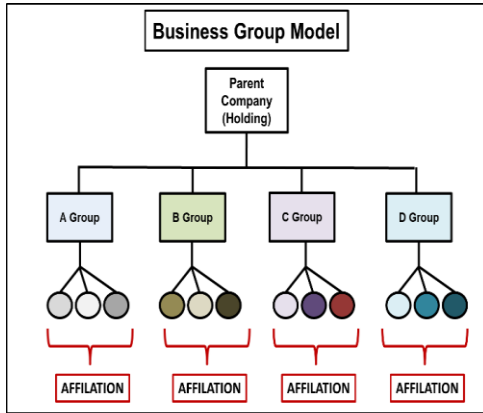 Business Group Model
Parent
Company
(Holding)
A Group
B Group
C Group
D Group
AFFILATION
AFFILATION
AFFILATION
AFFILATION